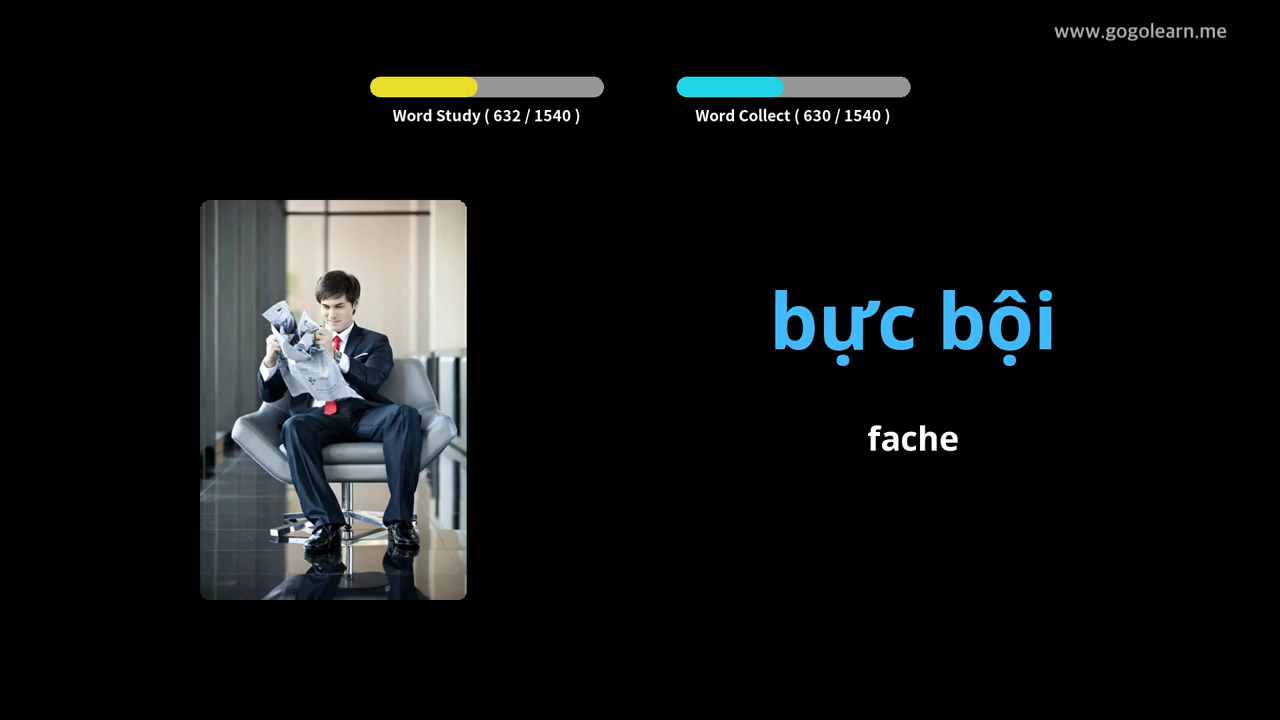 www.gogolearn.me
Word Study ( 632 / 1540 )
Word Collect ( 630 / 1540 )
bực bội
fache